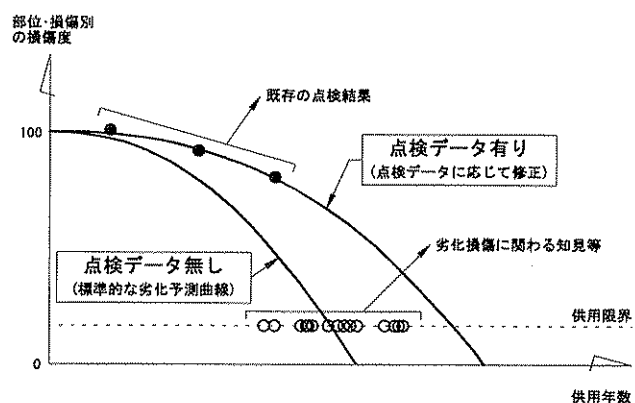 部位・損傷別
の損傷度
既存の点検結果
100
点検データ有り
(点検データに応じて修正)
劣化損傷に関わる知見等
点検データ無し
(標準的な劣化予測曲線)
供用限界
0
供用年数